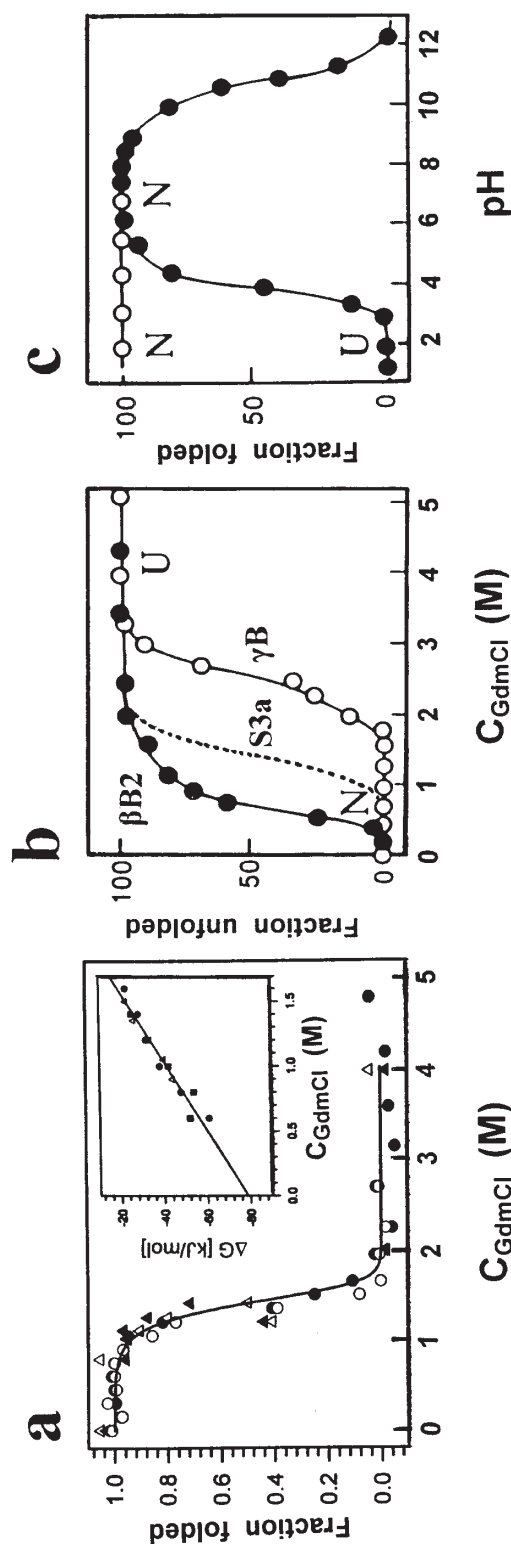 a
Fraction folded
1.0
0.8
0.6
0.4
0.2
0.0
0 1 2 3 4 5
CGdmCl (M)
ΔG [kJ/mol]
-20
-40
-60
-80
0.0 0.5 1.0 1.5
CGdmCl (M)
b
Fraction unfolded
100
50
0
βB2
S3a
γB
N
U
0 1 2 3 4 5
CGdmCl (M)
c
Fraction folded
100
50
0
N
N
U
2 4 6 8 10 12
pH